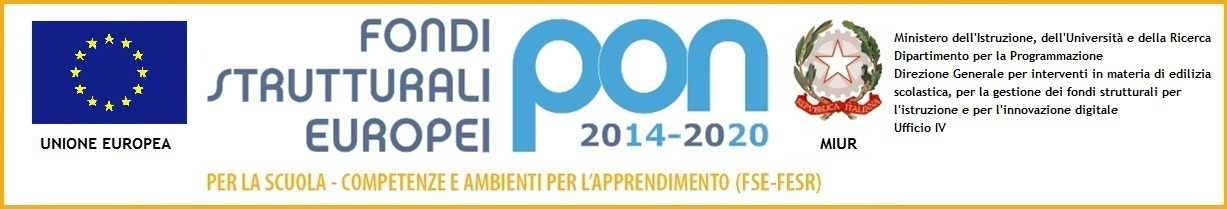 UNIONE EUROPEA
FONDI
STRUTTURALI
EUROPEI
pon
2014-2020
PER LA SCUOLA - COMPETENZE E AMBIENTI PER L'APPRENDIMENTO (FSE-FESR)
REPVBBLICA ITALIANA
MIUR
Ministero dell'Istruzione, dell'Università e della Ricerca
Dipartimento per la Programmazione
Direzione Generale per interventi in materia di edilizia
scolastica, per la gestione dei fondi strutturali per
l'istruzione e per l'innovazione digitale
Ufficio IV